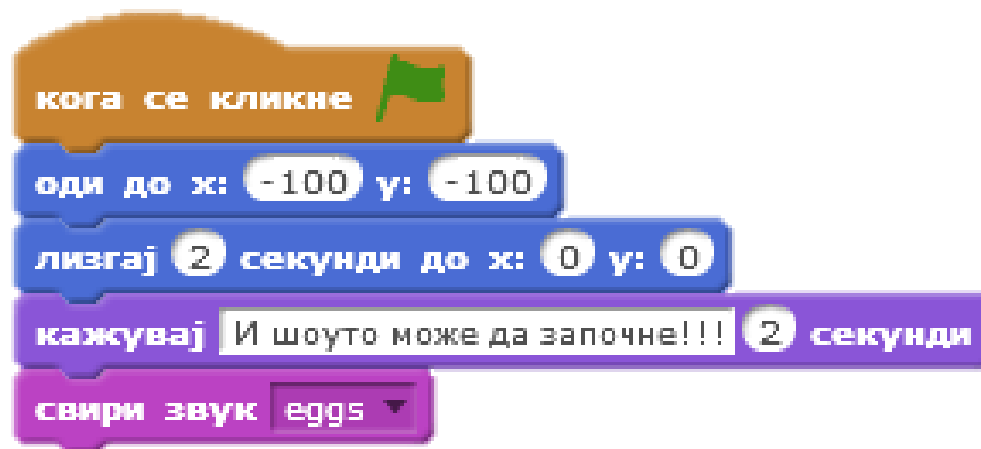 кога се кликне
оди до x: -100 y: -100
лизгај 2 секунди до x: 0 y: 0
кажувај И шоуто може да започне!!! 2 секунди
свири звук eggs